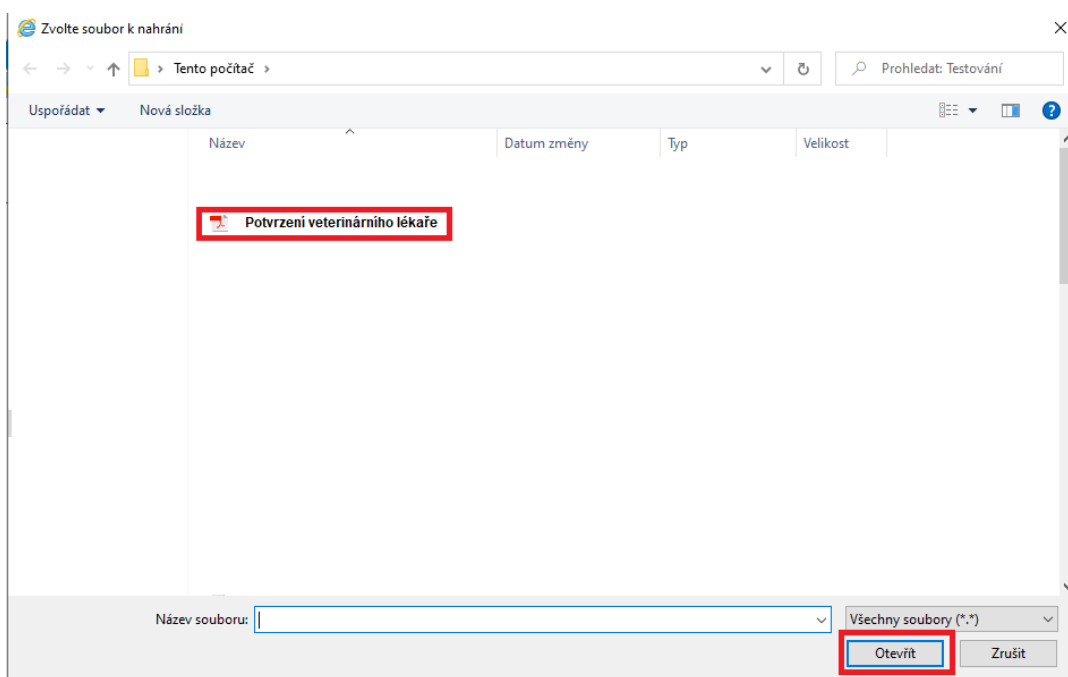 Zvolte soubor k nahrání
Tento počítač
Prohledat: Testování
Uspořádat
Nová složka
Název
Datum změny
Typ
Velikost
Potvrzení veterinárního lékaře
Název souboru:
Všechny soubory (*.*)
Otevřít
Zrušit